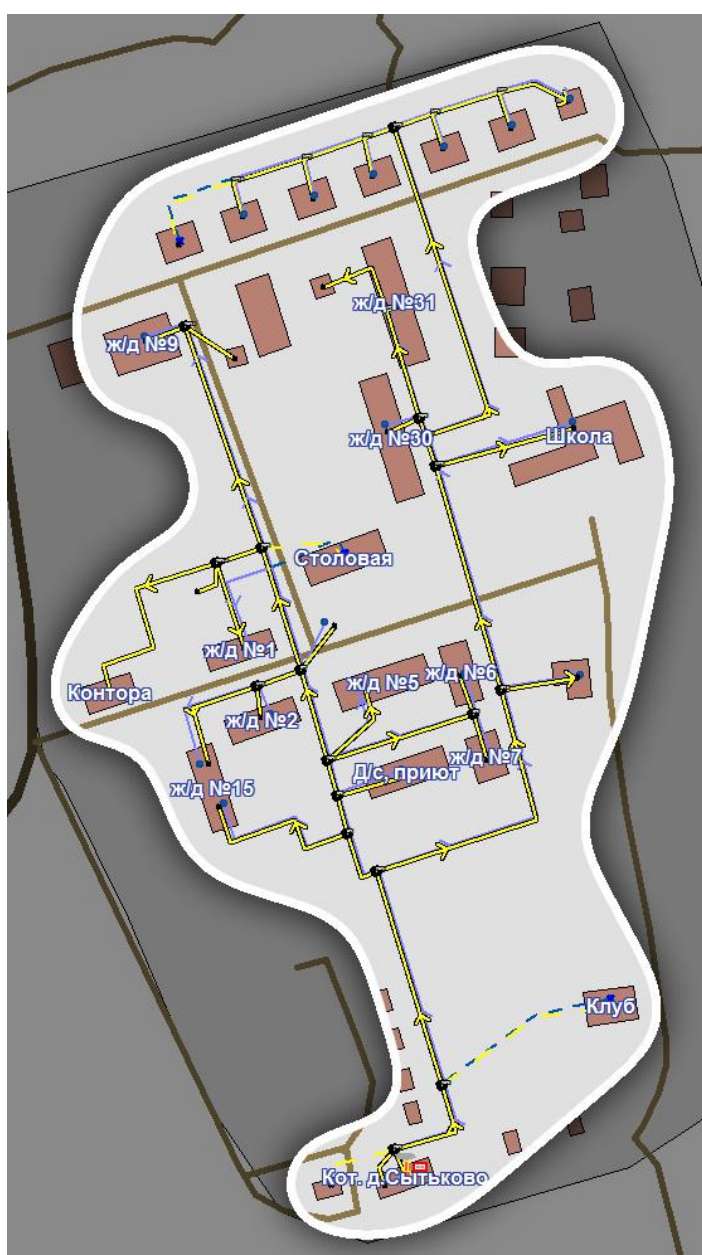 ж/д №31
ж/д №9
ж/д №30
Школа
Столовая
ж/д №1
Контора
ж/д №6
ж/д №5
ж/д №2
ж/д №7
Д/с, приют
ж/д №15
Клуб
Кот. д.Сытьково